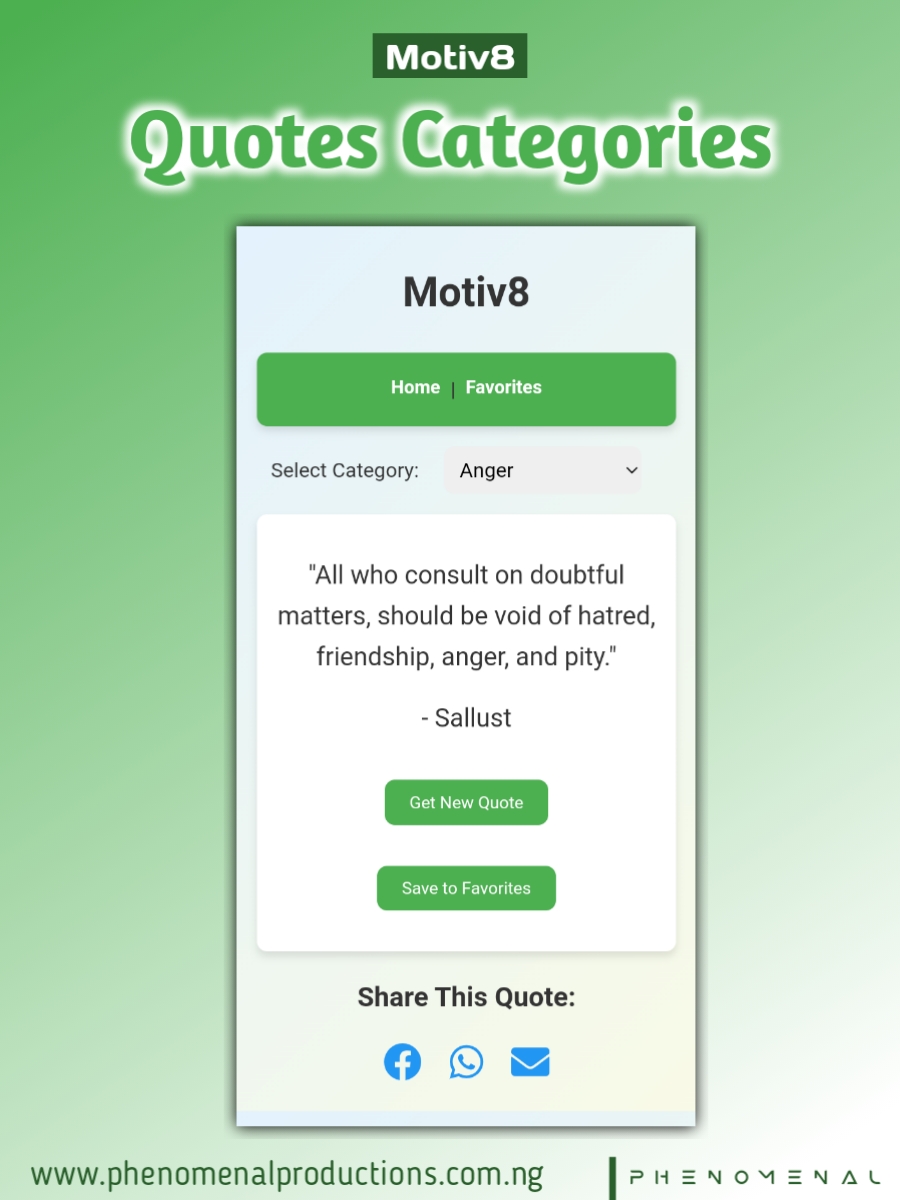 Motiv8
Quotes Categories
Motiv8
Home | Favorites
Select Category: Anger
"All who consult on doubtful
matters, should be void of hatred,
friendship, anger, and pity."
- Sallust
Get New Quote
Save to Favorites
Share This Quote:
www.phenomenalproductions.com.ng
PHENOMENAL